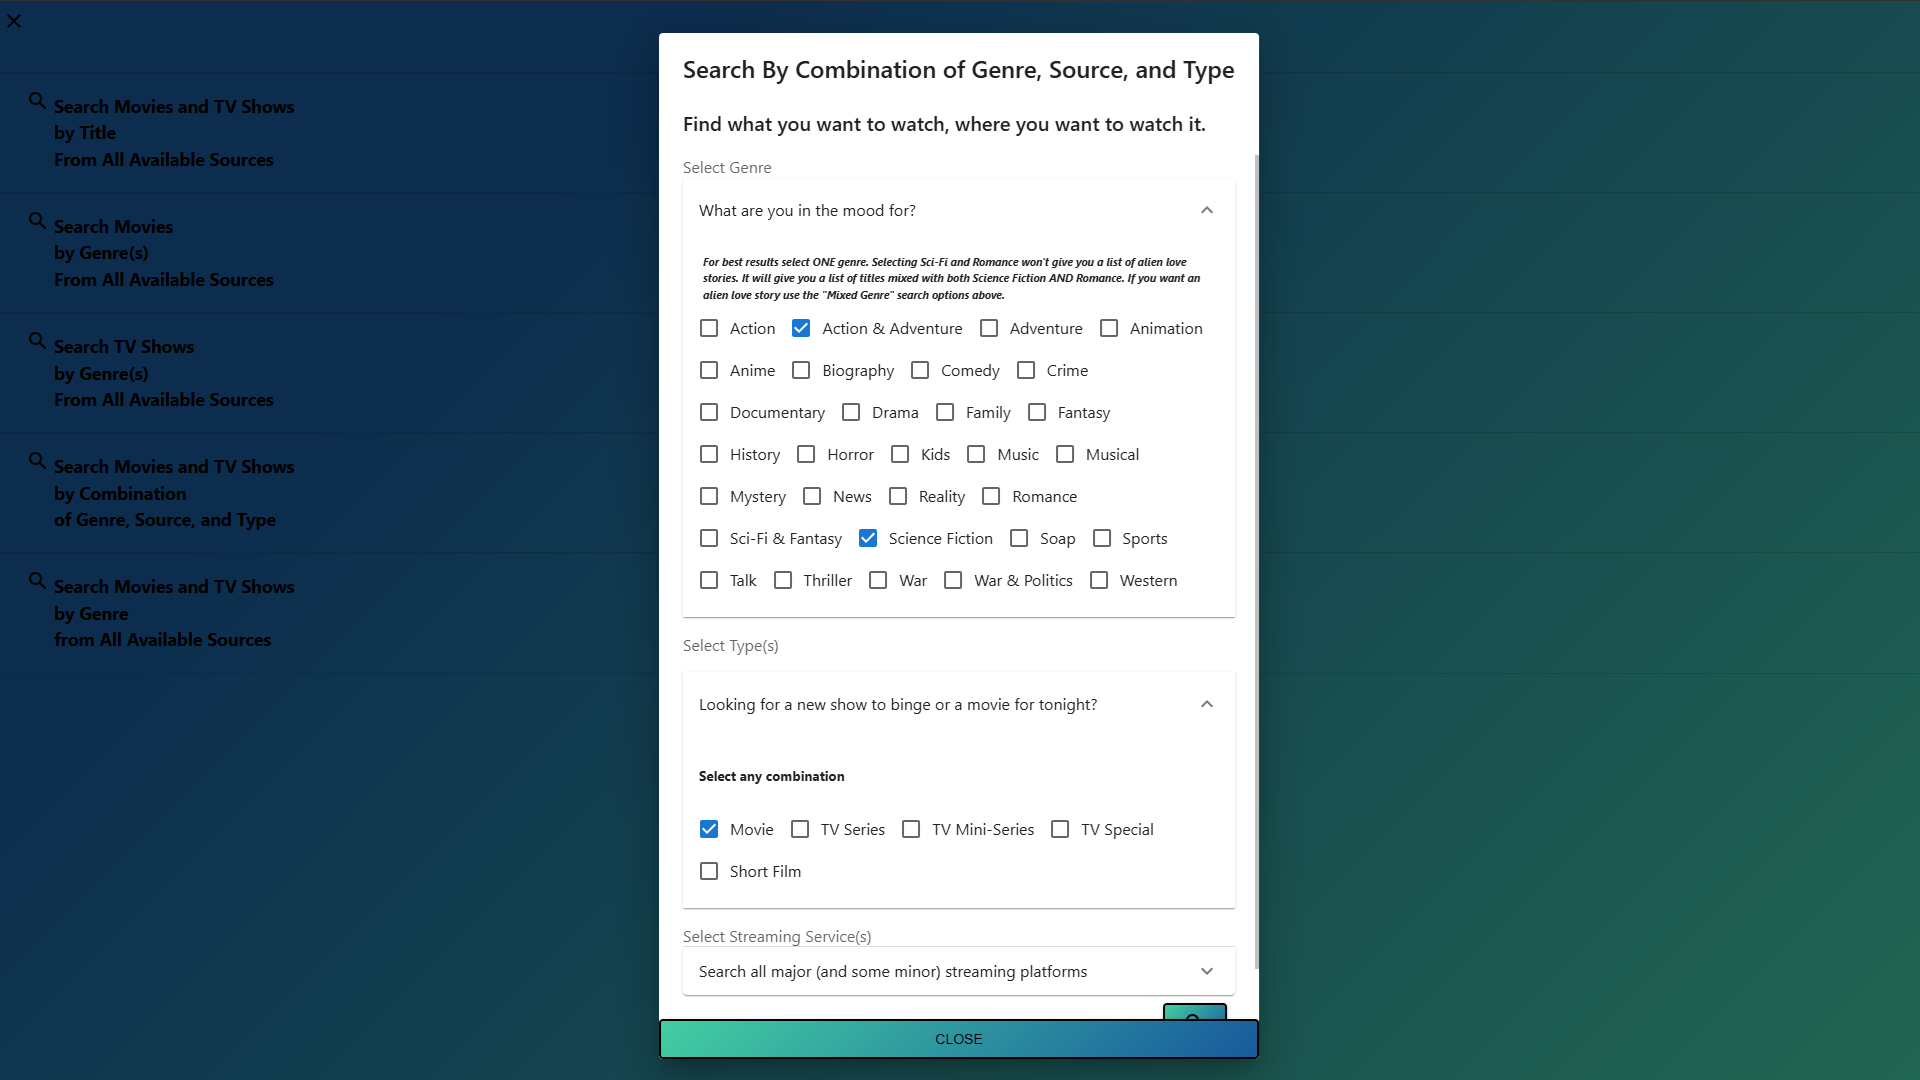 Search Movies and TV Shows
by Title
From All Available Sources
Search Movies
by Genre(s)
From All Available Sources
Search TV Shows
by Genre(s)
From All Available Sources
Search Movies and TV Shows
by Combination
of Genre, Source, and Type
Search Movies and TV Shows
by Genre
from All Available Sources
Search By Combination of Genre, Source, and Type
Find what you want to watch, where you want to watch it.
Select Genre
What are you in the mood for?
For best results select ONE genre. Selecting Sci-Fi and Romance won't give you a list of alien love
stories. It will give you a list of titles mixed with both Science Fiction AND Romance. If you want an
alien love story use the "Mixed Genre" search options above.
Action Action & Adventure Adventure Animation
Anime Biography Comedy Crime
Documentary Drama Family Fantasy
History Horror Kids Music Musical
Mystery News Reality Romance
Sci-Fi & Fantasy Science Fiction Soap Sports
Talk Thriller War War & Politics Western
Select Type(s)
Looking for a new show to binge or a movie for tonight?
Select any combination
Movie TV Series TV Mini-Series TV Special
Short Film
Select Streaming Service(s)
Search all major (and some minor) streaming platforms
CLOSE